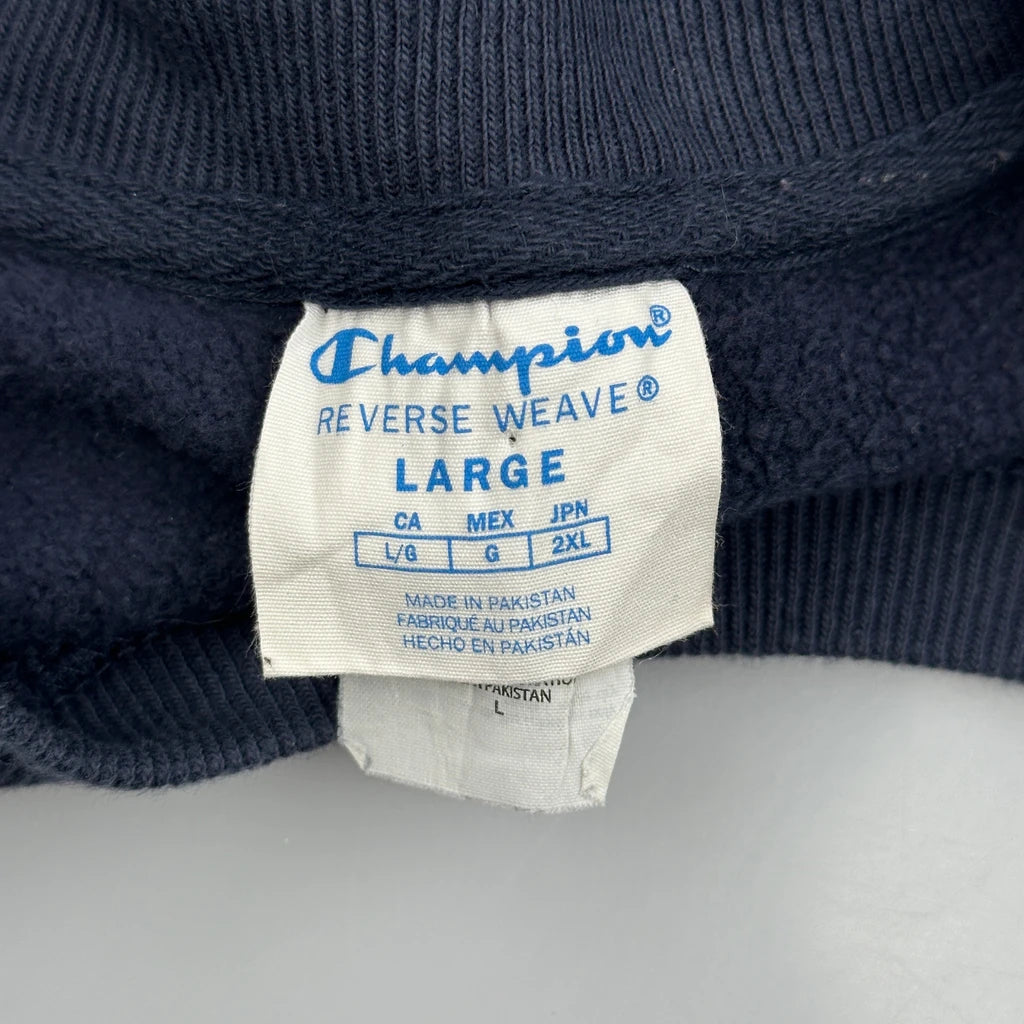 Champion®
REVERSE WEAVE®
LARGE
CA MEX JPN
L/G G 2XL
MADE IN PAKISTAN
FABRIQUÉ AU PAKISTAN
HECHO EN PAKISTÁN
PAKISTAN
L